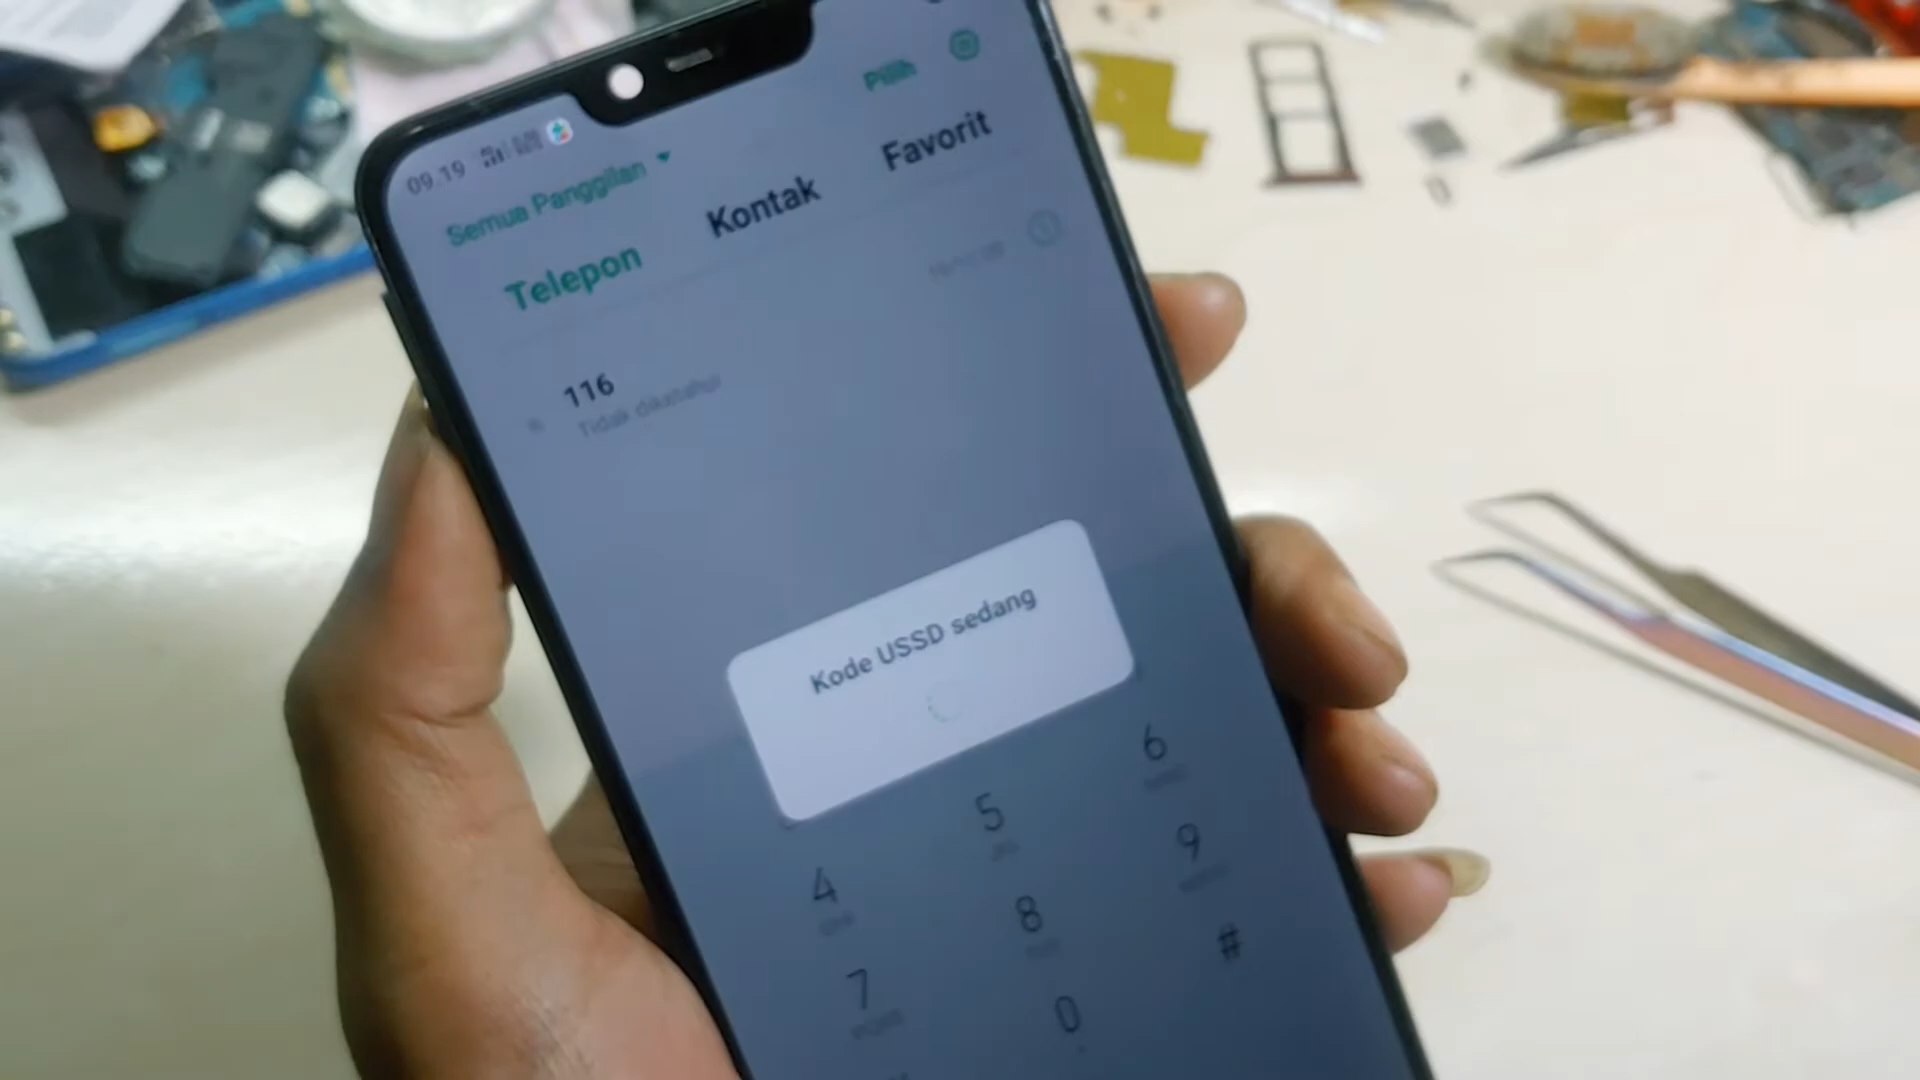 09.19
Pilih
Semua Panggilan
Telepon
Kontak
Favorit
116
Tidak diketahui
Kode USSD sedang
4
5
6
7
8
9
0
#